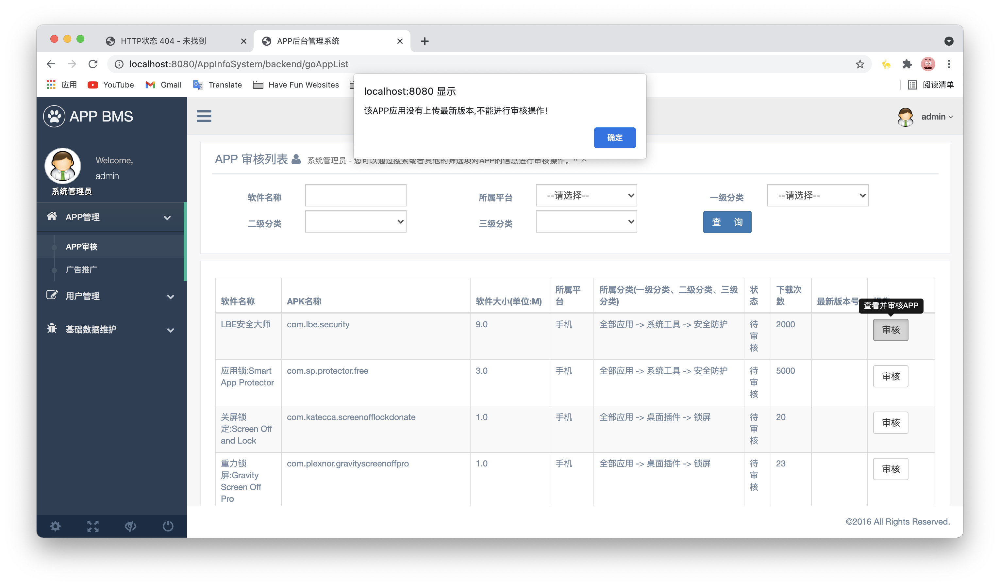 HTTP状态 404 - 未找到
APP后台管理系统
localhost:8080/AppInfoSystem/backend/goAppList
应用
YouTube
Gmail
Translate
Have Fun Websites
阅读清单
localhost:8080 显示
该APP应用没有上传最新版本,不能进行审核操作!
确定
APP BMS
Welcome,
admin
系统管理员
APP管理
APP审核
广告推广
用户管理
基础数据维护
admin
APP 审核列表 系统管理员 - 您可以通过搜索或者其他的筛选项对APP的信息进行审核操作。^_^
软件名称
所属平台
--请选择--
一级分类
--请选择--
二级分类
三级分类
查 询
软件名称
APK名称
软件大小(单位:M)
所属平
台
所属分类(一级分类、二级分类、三级
分类)
状
态
下载次
数
最新版本号
查看并审核APP
LBE安全大师
com.lbe.security
9.0
手机
全部应用 -> 系统工具 -> 安全防护
待
审
核
2000
审核
应用锁:Smart
App Protector
com.sp.protector.free
3.0
手机
全部应用 -> 系统工具 -> 安全防护
待
审
核
5000
审核
关屏锁
定:Screen Off
and Lock
com.katecca.screenofflockdonate
1.0
手机
全部应用 -> 桌面插件 -> 锁屏
待
审
核
20
审核
重力锁
屏:Gravity
Screen Off
Pro
com.plexnor.gravityscreenoffpro
1.0
手机
全部应用 -> 桌面插件 -> 锁屏
待
审
核
23
审核
©2016 All Rights Reserved.